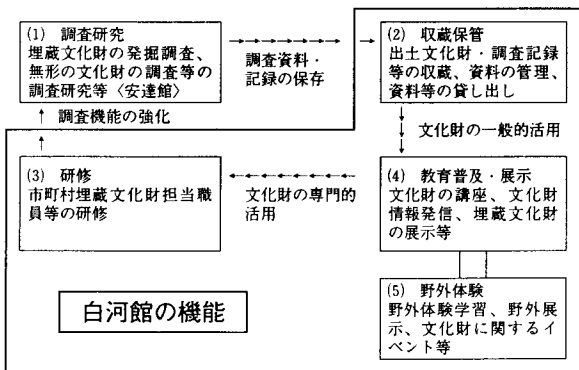 (1) 調査研究
埋蔵文化財の発掘調査、
無形の文化財の調査等の
調査研究等〈安達館〉
調査資料・
記録の保存
(2) 収蔵保管
出土文化財・調査記録
等の収蔵、資料の管理、
資料等の貸し出し
調査機能の強化
文化財の一般的活用
(3) 研修
市町村埋蔵文化財担当職
員等の研修
文化財の専門的
活用
(4) 教育普及・展示
文化財の講座、文化財
情報発信、埋蔵文化財
の展示等
(5) 野外体験
野外体験学習、野外展
示、文化財に関するイ
ベント等
白河館の機能